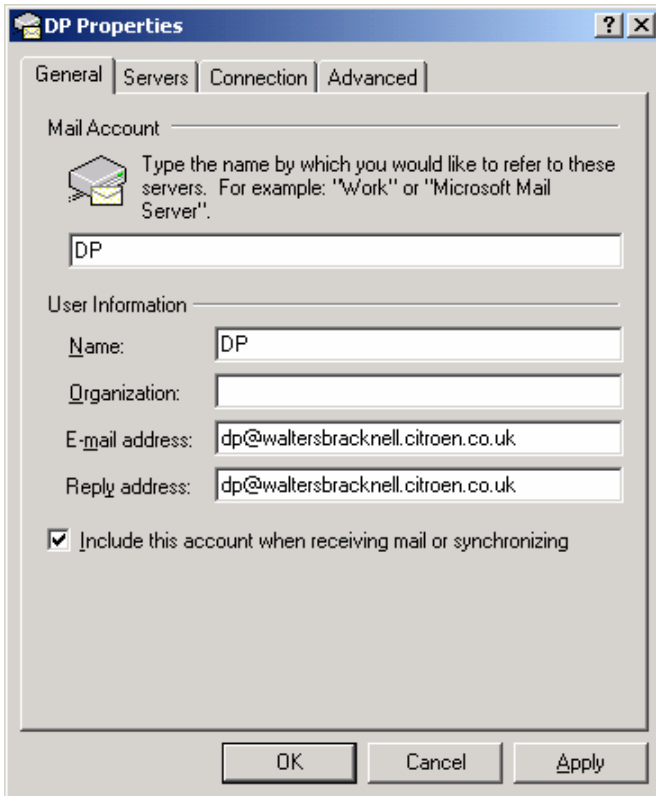 DP Properties
General Servers Connection Advanced
Mail Account
Type the name by which you would like to refer to these
servers. For example: "Work" or "Microsoft Mail
Server".
DP
User Information
Name: DP
Organization:
E-mail address: dp@waltersbracknell.citroen.co.uk
Reply address: dp@waltersbracknell.citroen.co.uk
Include this account when receiving mail or synchronizing
OK Cancel Apply